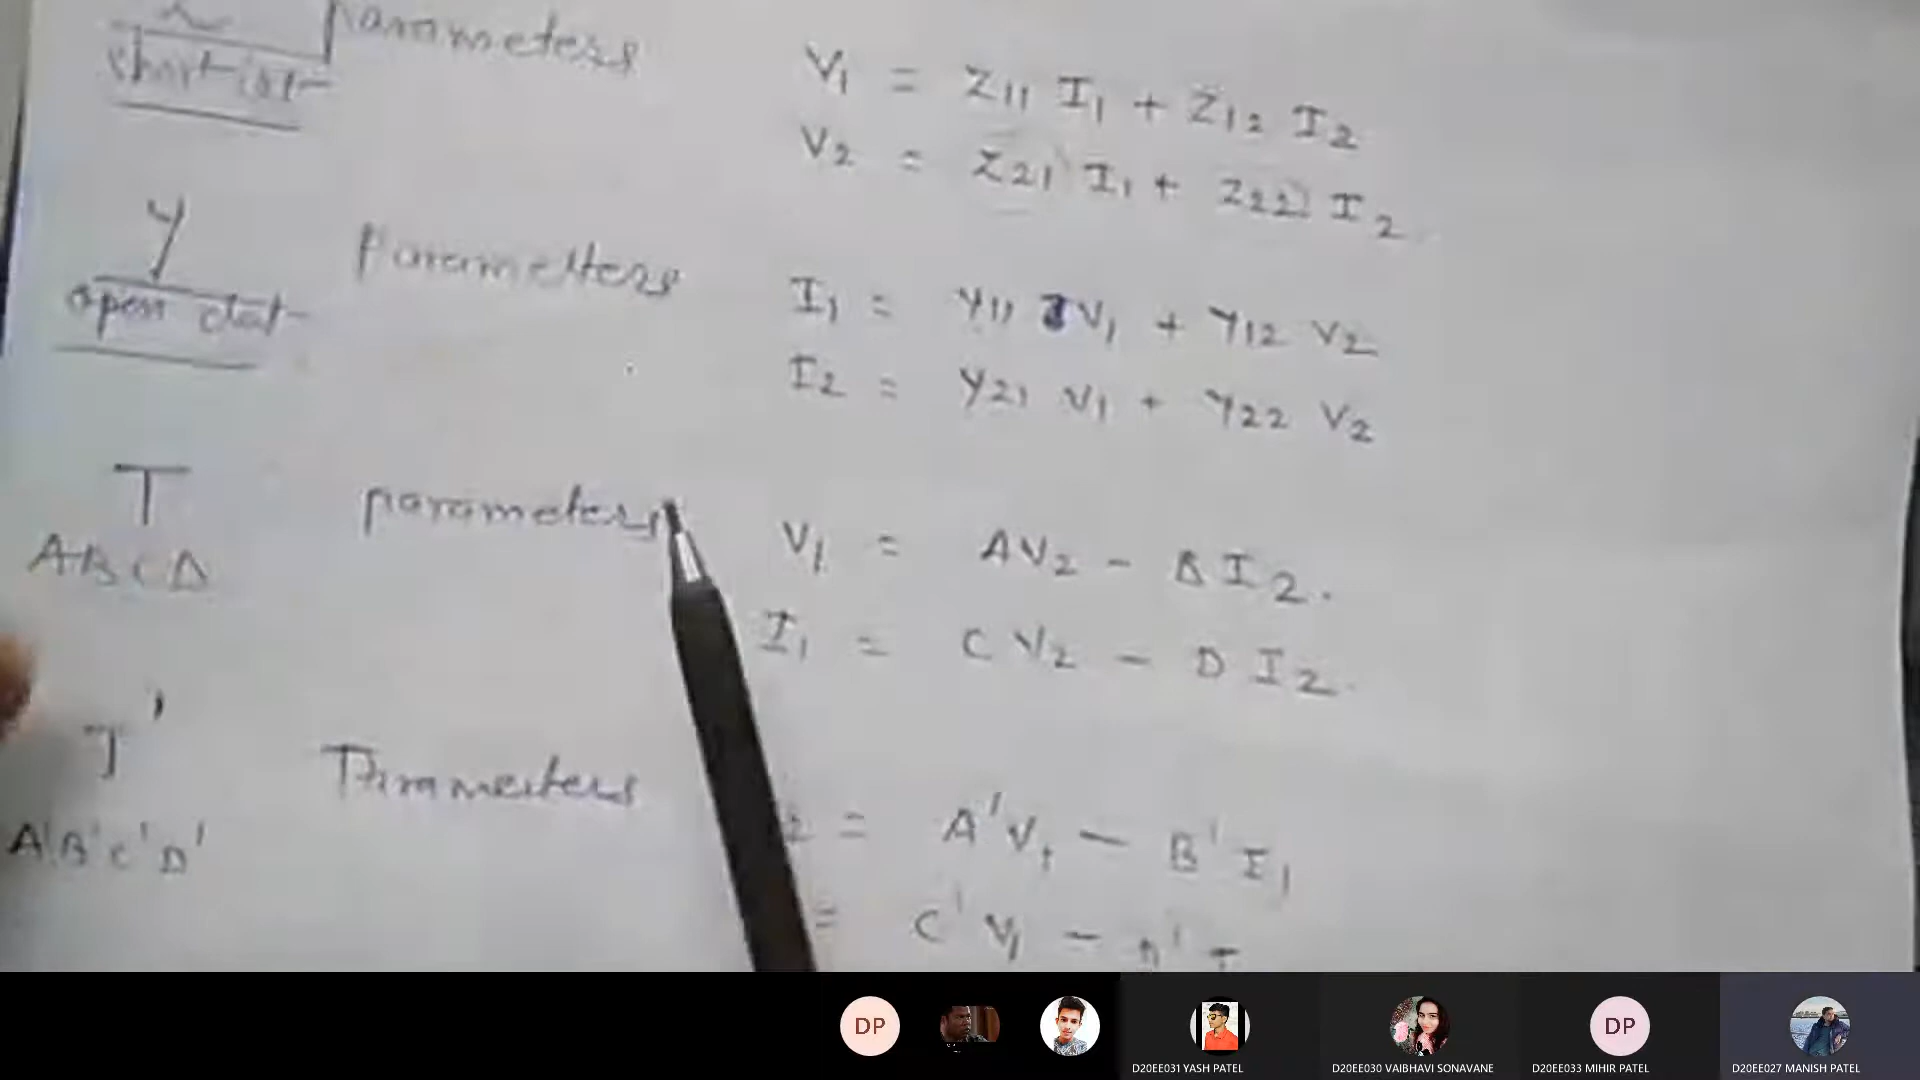 parameters V1 = Z11 I1 + Z12 I2
short ckt
V2 = Z21 I1 + Z22 I2
Y parameters I1 = Y11 V1 + Y12 V2
open ckt
I2 = Y21 V1 + Y22 V2
T parameters V1 = AV2 - BI2.
ABCD
I1 = CV2 - DI2.
T' Parameters
2 = A'V1 - B'I1
A'B'C'D'
= C'V1 - D' I
DP
DP
D20EE031 YASH PATEL
D20EE030 VAIBHAVI SONAVANE
D20EE033 MIHIR PATEL
D20EE027 MANISH PATEL